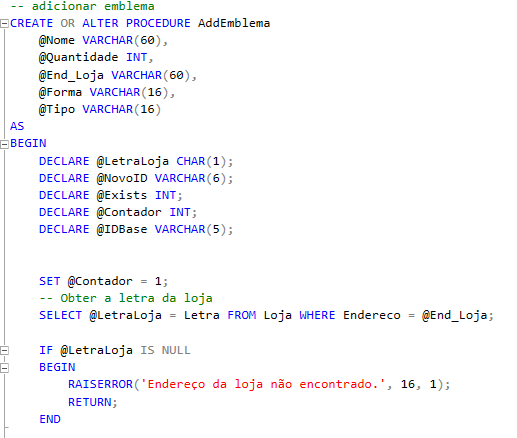 -- adicionar emblema
CREATE OR ALTER PROCEDURE AddEmblema
    @Nome VARCHAR(60),
    @Quantidade INT,
    @End_Loja VARCHAR(60),
    @Forma VARCHAR(16),
    @Tipo VARCHAR(16)
AS
BEGIN
    DECLARE @LetraLoja CHAR(1);
    DECLARE @NovoID VARCHAR(6);
    DECLARE @Exists INT;
    DECLARE @Contador INT;
    DECLARE @IDBase VARCHAR(5);
    SET @Contador = 1;
    -- Obter a letra da loja
    SELECT @LetraLoja = Letra FROM Loja WHERE Endereco = @End_Loja;
    IF @LetraLoja IS NULL
    BEGIN
        RAISERROR('Endereço da loja não encontrado.', 16, 1);
        RETURN;
    END